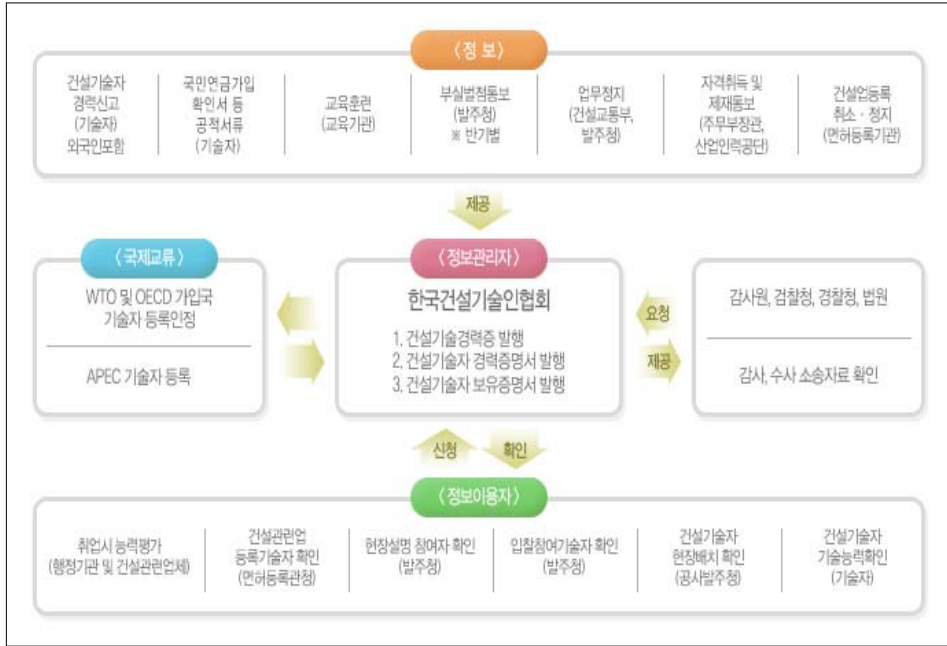 〈 정 보 〉
건설기술자
경력신고
(기술자)
외국인포함
국민연금가입
확인서 등
공적서류
(기술자)
교육훈련
(교육기관)
부실벌점통보
(발주청)
※ 반기별
업무정지
(건설교통부,
발주청)
자격취득 및
제재통보
(주무부장관,
산업인력공단)
건설업등록
취소 · 정지
(면허등록기관)
제공
〈 국제교류 〉
WTO 및 OECD 가입국
기술자 등록인정
APEC 기술자 등록
〈 정보관리자 〉
한국건설기술인협회
1. 건설기술경력증 발행
2. 건설기술자 경력증명서 발행
3. 건설기술자 보유증명서 발행
요청
제공
감사원, 검찰청, 경찰청, 법원
감사, 수사 소송자료 확인
신청
확인
〈 정보이용자 〉
취업시 능력평가
(행정기관 및 건설관련업체)
건설관련업
등록기술자 확인
(면허등록관청)
현장설명 참여자 확인
(발주청)
입찰참여기술자 확인
(발주청)
건설기술자
현장배치 확인
(공사발주청)
건설기술자
기술능력확인
(기술자)